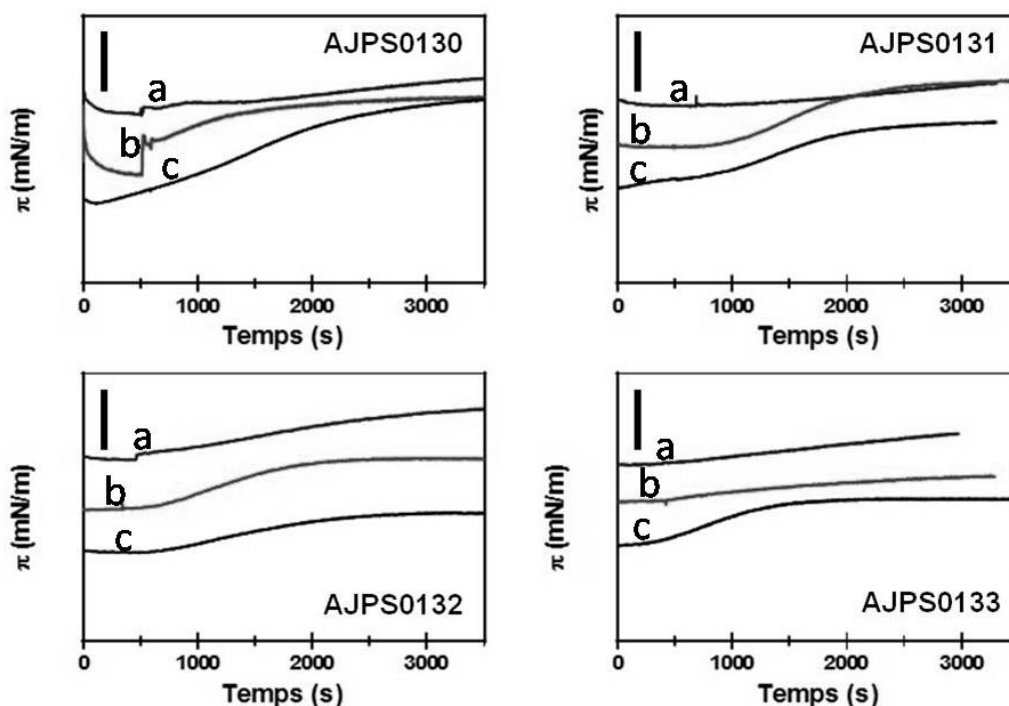 AJPS0130
a
b
c
π (mN/m)
0 1000 2000 3000
Temps (s)
AJPS0131
a
b
c
π (mN/m)
0 1000 2000 3000
Temps (s)
a
b
c
AJPS0132
π (mN/m)
0 1000 2000 3000
Temps (s)
a
b
c
AJPS0133
π (mN/m)
0 1000 2000 3000
Temps (s)